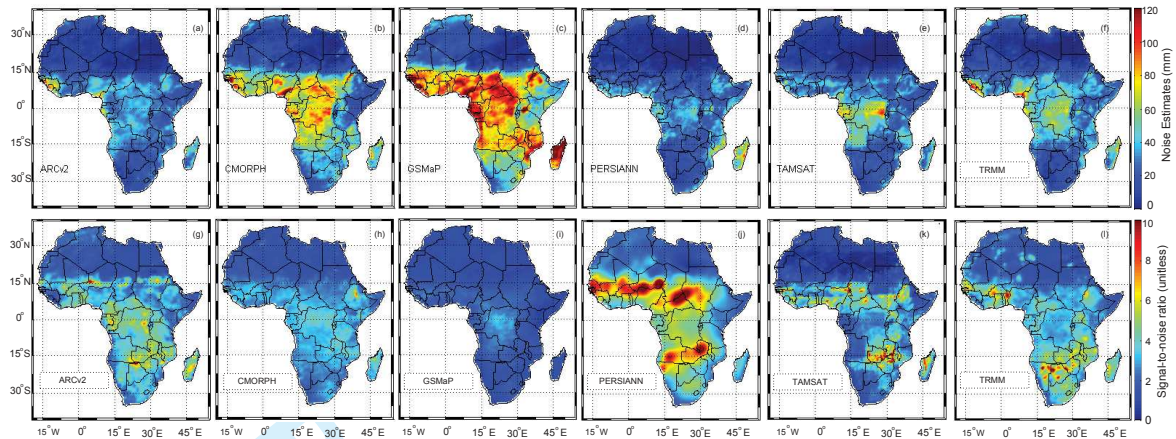 (a) (b) (c) (d) (e) (f)
30°N
15°N
0°
15°S
30°S
ARCv2 CMORPH GSMaP PERSIANN TAMSAT TRMM
120
100
80
60
40
20
0
Noise Estimates (mm)
(g) (h) (i) (j) (k) (l)
30°N
15°N
0°
15°S
30°S
ARCv2 CMORPH GSMaP PERSIANN TAMSAT TRMM
10
8
6
4
2
0
Signal-to-noise ratio (unitless)
15°W 0° 15°E 30°E 45°E 15°W 0° 15°E 30°E 45°E 15°W 0° 15°E 30°E 45°E 15°W 0° 15°E 30°E 45°E 15°W 0° 15°E 30°E 45°E 15°W 0° 15°E 30°E 45°E